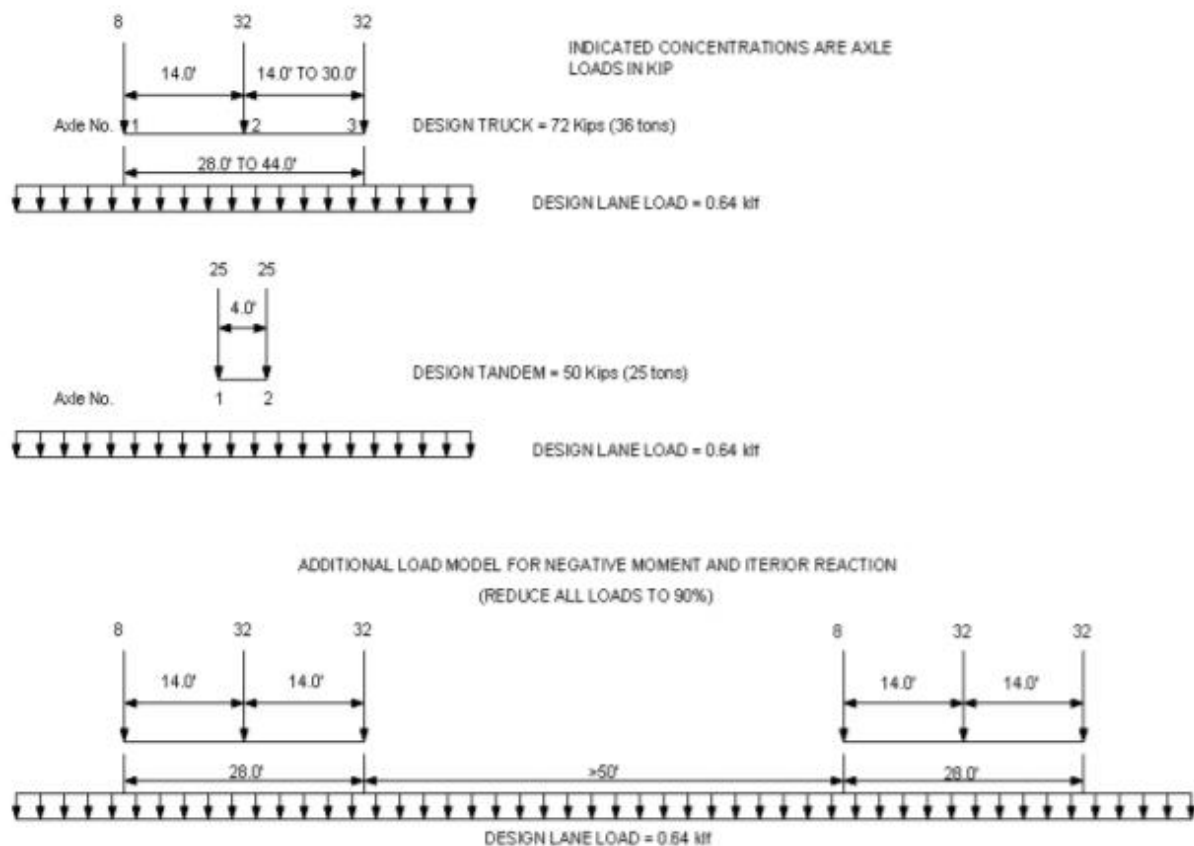 8 32 32
INDICATED CONCENTRATIONS ARE AXLE
LOADS IN KIP
14.0' 14.0' TO 30.0'
Axle No. 1 2 3 DESIGN TRUCK = 72 Kips (36 tons)
28.0' TO 44.0'
DESIGN LANE LOAD = 0.64 klf
25 25
4.0'
DESIGN TANDEM = 50 Kips (25 tons)
Axle No. 1 2
DESIGN LANE LOAD = 0.64 klf
ADDITIONAL LOAD MODEL FOR NEGATIVE MOMENT AND ITERIOR REACTION
(REDUCE ALL LOADS TO 90%)
8 32 32 8 32 32
14.0' 14.0' 14.0' 14.0'
28.0' >50' 28.0'
DESIGN LANE LOAD = 0.64 klf